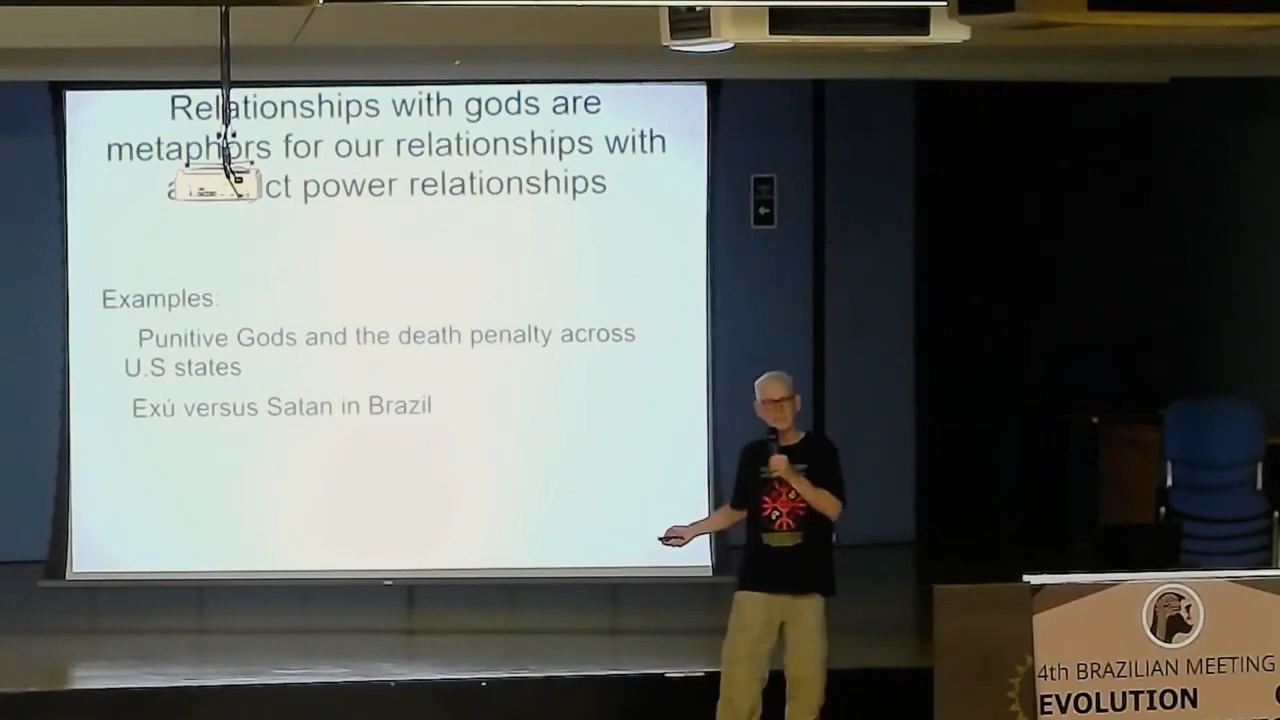 Relationships with gods are
metaphors for our relationships with
ct power relationships
Examples:
Punitive Gods and the death penalty across
U.S states
Exú versus Satan in Brazil
4th BRAZILIAN MEETING
EVOLUTION